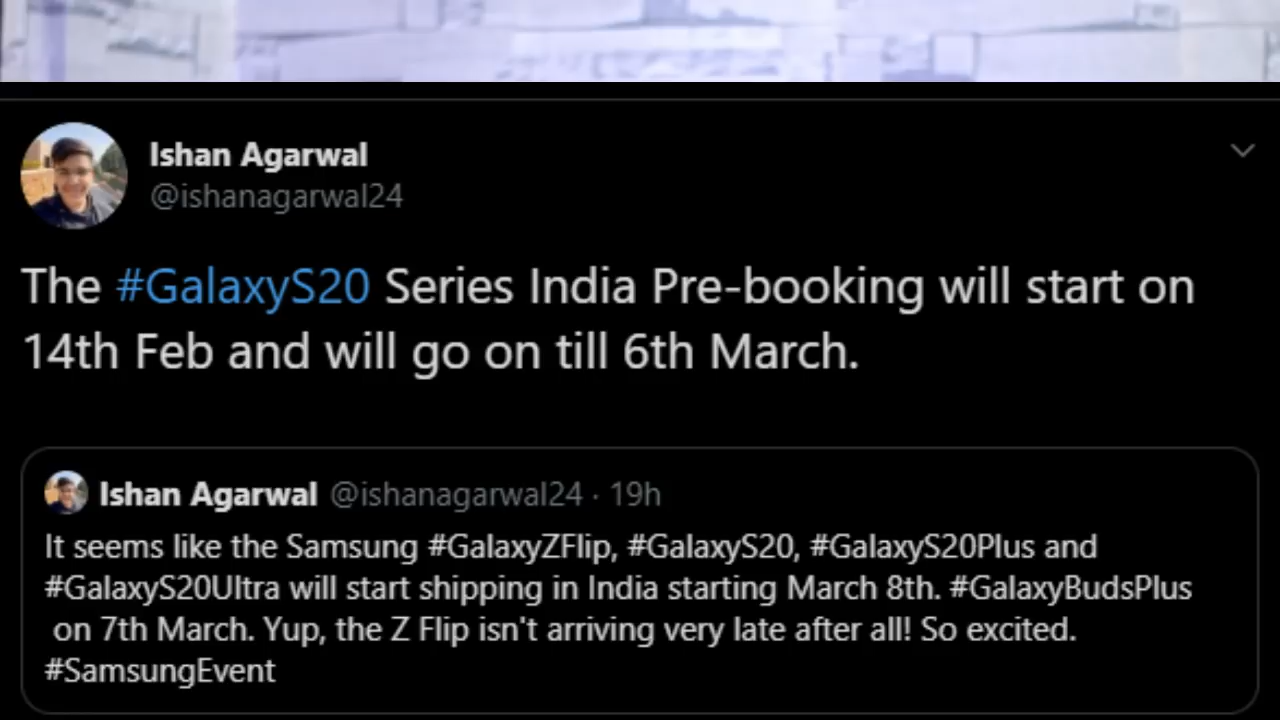 Ishan Agarwal
@ishanagarwal24
The #GalaxyS20 Series India Pre-booking will start on
14th Feb and will go on till 6th March.
Ishan Agarwal @ishanagarwal24 · 19h
It seems like the Samsung #GalaxyZFlip, #GalaxyS20, #GalaxyS20Plus and
#GalaxyS20Ultra will start shipping in India starting March 8th. #GalaxyBudsPlus
on 7th March. Yup, the Z Flip isn't arriving very late after all! So excited.
#SamsungEvent